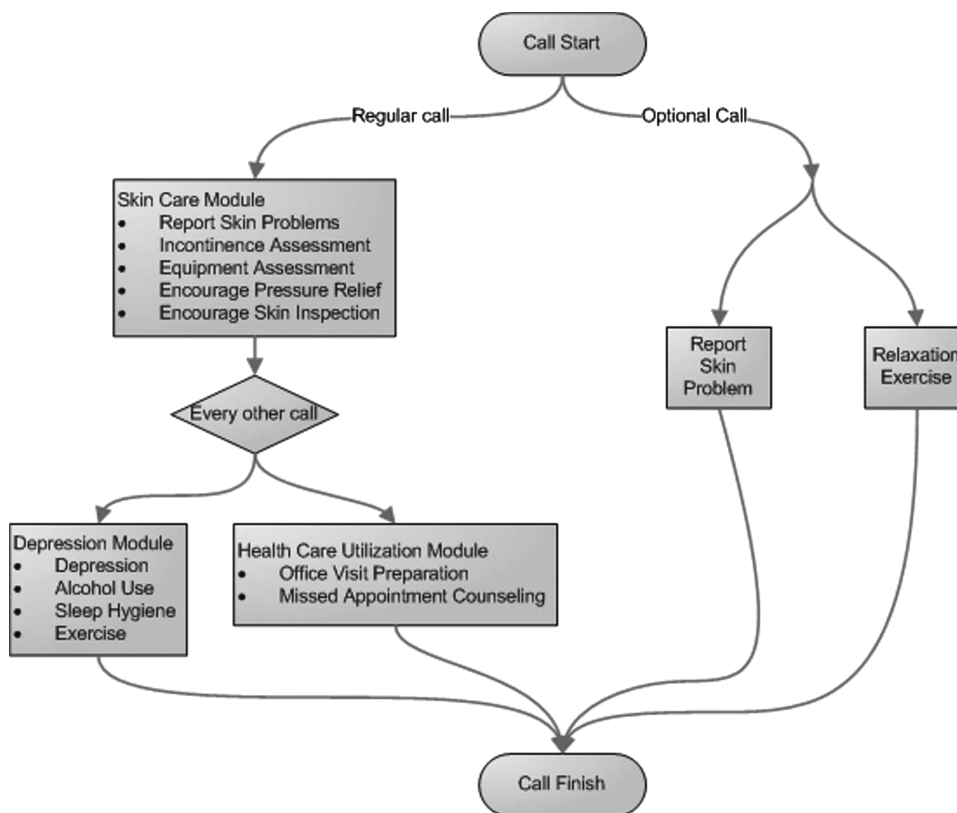 Call Start
Regular call
Optional Call
Skin Care Module
• Report Skin Problems
• Incontinence Assessment
• Equipment Assessment
• Encourage Pressure Relief
• Encourage Skin Inspection
Report
Skin
Problem
Relaxation
Exercise
Every other call
Depression Module
• Depression
• Alcohol Use
• Sleep Hygiene
• Exercise
Health Care Utilization Module
• Office Visit Preparation
• Missed Appointment Counseling
Call Finish